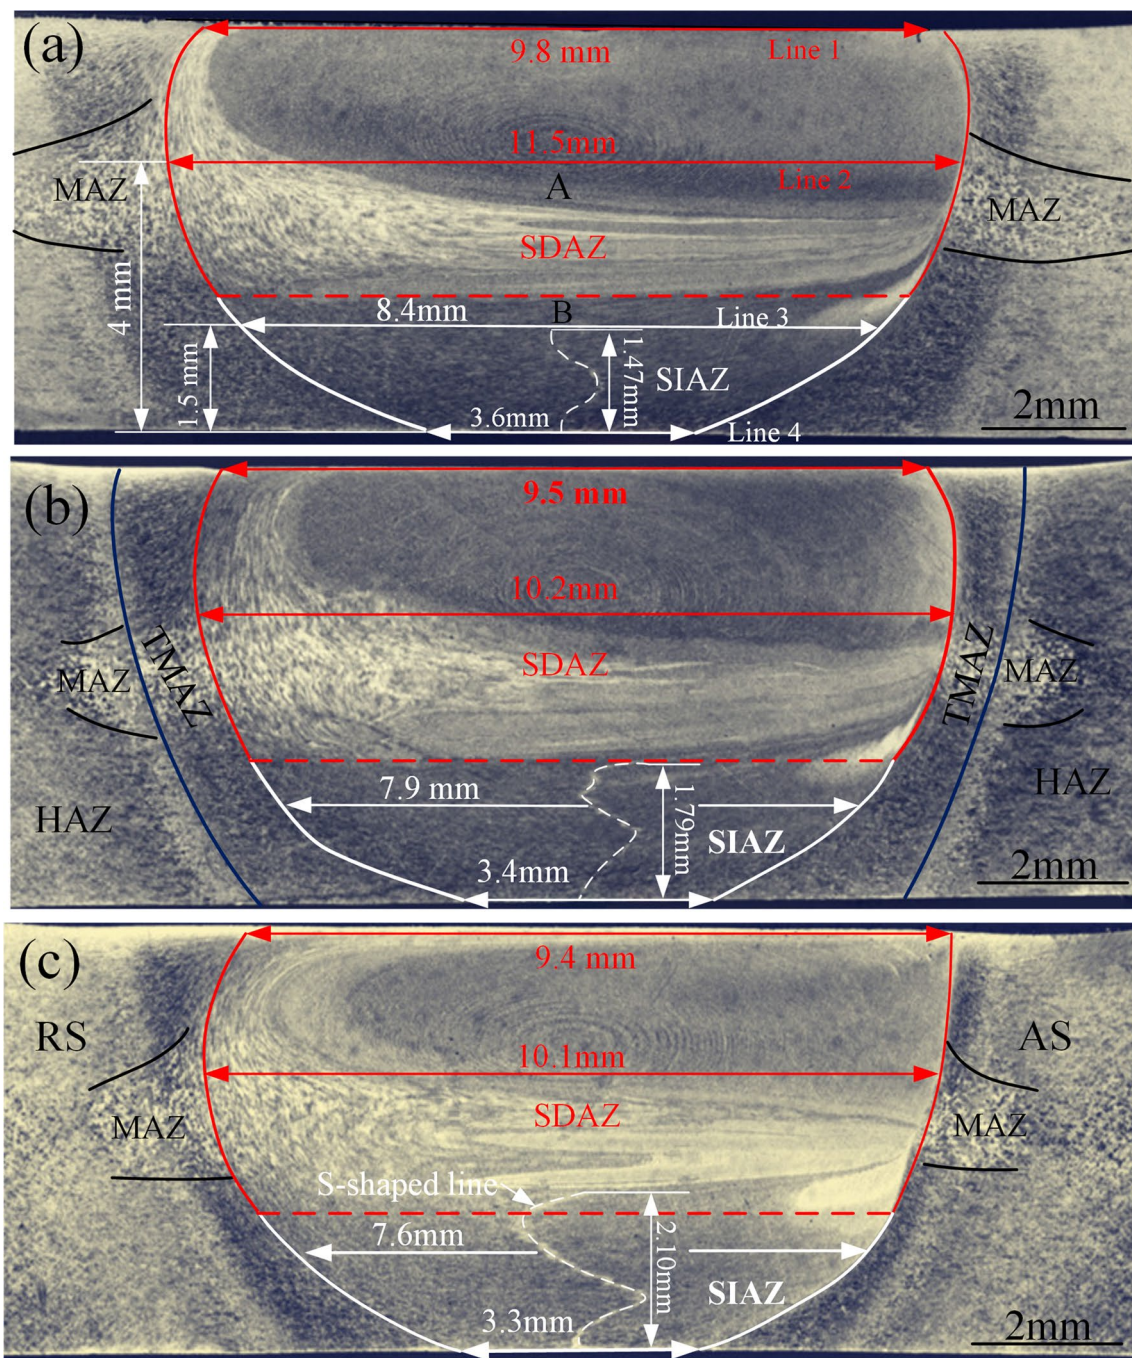 (a)
9.8 mm
Line 1
11.5mm
Line 2
A
MAZ
MAZ
SDAZ
4 mm
8.4mm
B
Line 3
1.5 mm
1.47mm
SIAZ
3.6mm
Line 4
2mm
(b)
9.5 mm
10.2mm
SDAZ
MAZ
TMAZ
TMAZ
MAZ
HAZ
7.9 mm
1.79mm
SIAZ
HAZ
3.4mm
2mm
(c)
9.4 mm
RS
AS
10.1mm
MAZ
SDAZ
MAZ
S-shaped line
7.6mm
2.10mm
SIAZ
3.3mm
2mm